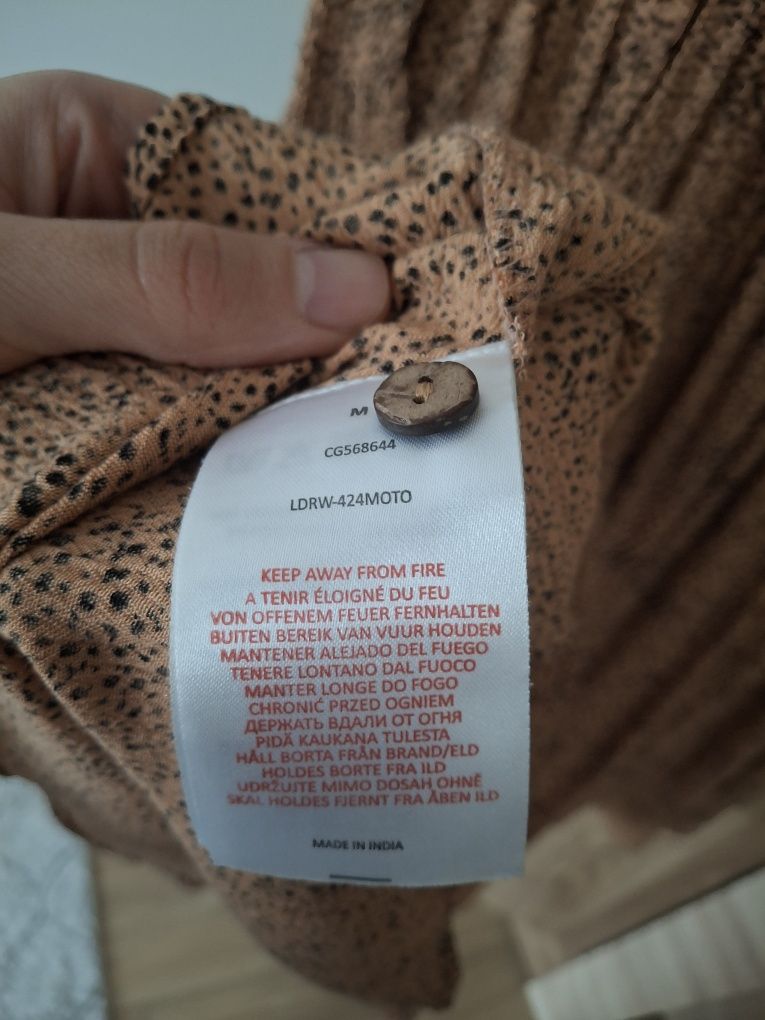 M
CG568644
LDRW-424MOTO
KEEP AWAY FROM FIRE
A TENIR ÉLOIGNÉ DU FEU
VON OFFENEM FEUER FERNHALTEN
BUITEN BEREIK VAN VUUR HOUDEN
MANTENER ALEJADO DEL FUEGO
TENERE LONTANO DAL FUOCO
MANTER LONGE DO FOGO
CHRONIĆ PRZED OGNIEM
ДЕРЖАТЬ ВДАЛИ ОТ ОГНЯ
PIDÄ KAUKANA TULESTA
HÅLL BORTA FRÅN BRAND/ELD
HOLDES BORTE FRA ILD
UDRŽUJTE MIMO DOSAH OHNĚ
SKAL HOLDES FJERNT FRA ÅBEN ILD
MADE IN INDIA